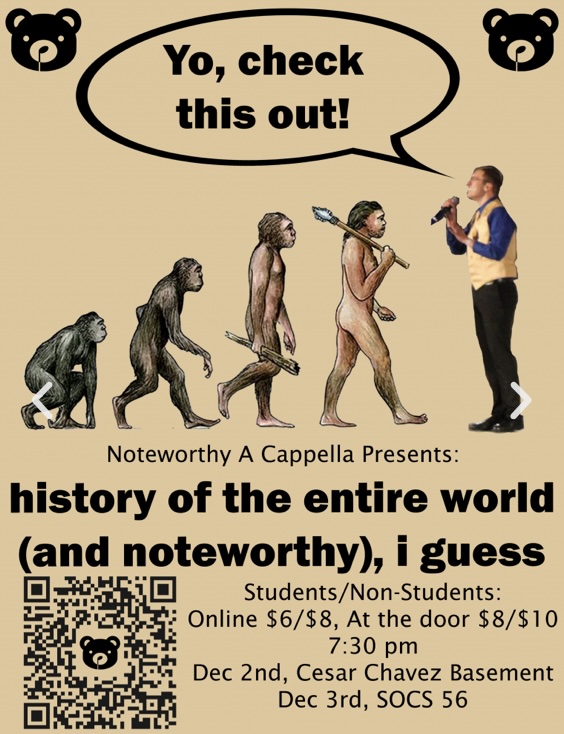 Yo, check
this out!
Noteworthy A Cappella Presents:
history of the entire world
(and noteworthy), i guess
Students/Non-Students:
Online $6/$8, At the door $8/$10
7:30 pm
Dec 2nd, Cesar Chavez Basement
Dec 3rd, SOCS 56